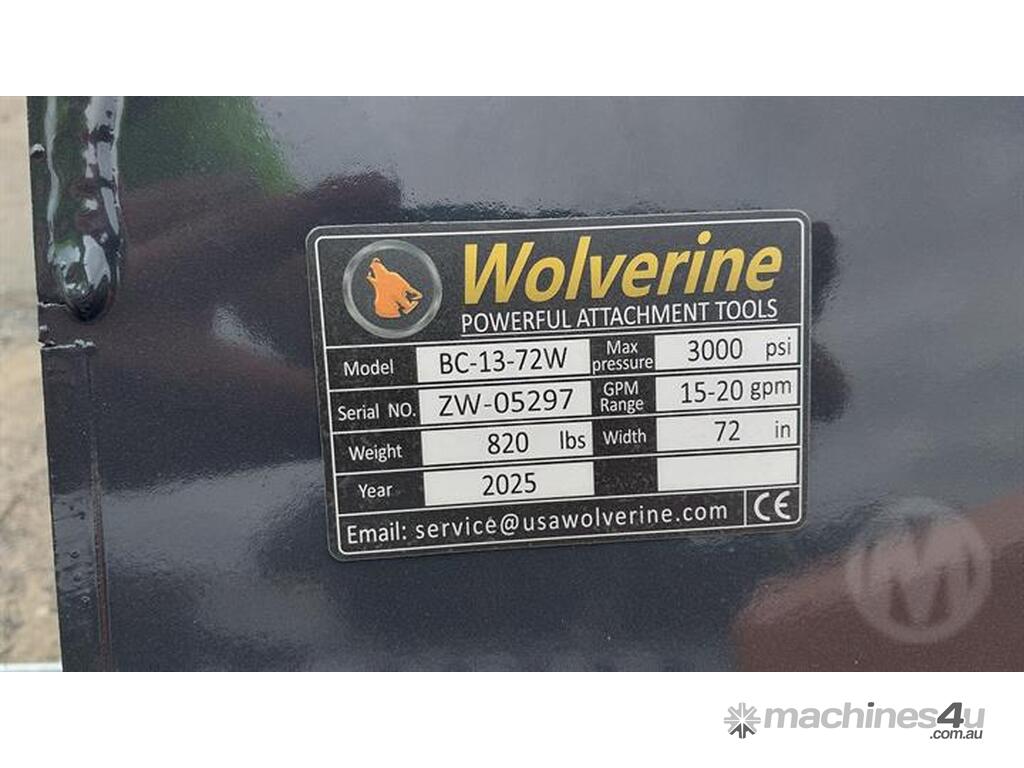 Wolverine
POWERFUL ATTACHMENT TOOLS
Model BC-13-72W Max pressure 3000 psi
Serial NO. ZW-05297 GPM Range 15-20 gpm
Weight 820 lbs Width 72 in
Year 2025
Email: service@usawolverine.com CE
M
machines4u
.com.au